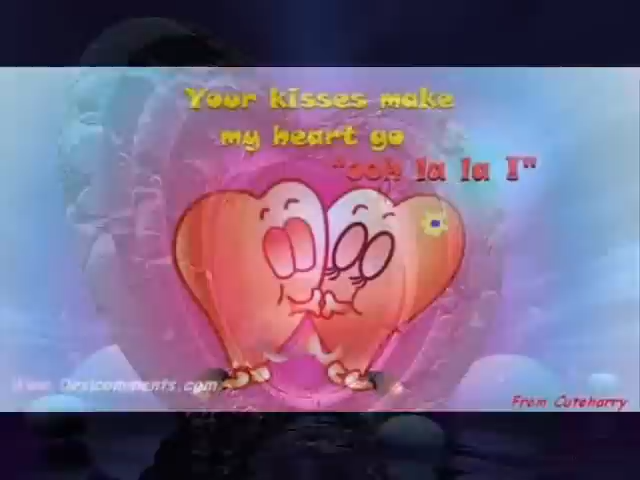 Your kisses make
my heart go
"ooh la la !"
Www.Desicomments.com
From Cuteharry